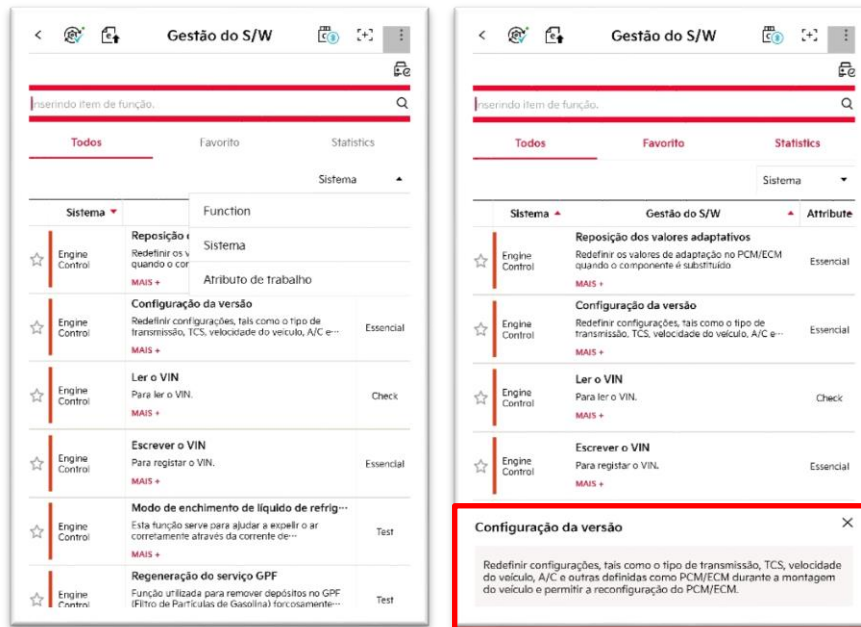 Gestão do S/W
Inserindo item de função.
Todos Favorito Statistics
Sistema
Function
Sistema
Atributo de trabalho
Sistema
Engine Control
Redefinir os v
quando o cor
MAIS +
Engine Control
Configuração da versão
Redefinir configurações, tais como o tipo de
transmissão, TCS, velocidade do veículo, A/C e···
MAIS +
Essencial
Engine Control
Ler o VIN
Para ler o VIN.
MAIS +
Check
Engine Control
Escrever o VIN
Para registar o VIN.
MAIS +
Essencial
Engine Control
Modo de enchimento de líquido de refrig···
Esta função serve para ajudar a expelir o ar
corretamente através da corrente de···
MAIS +
Test
Engine Control
Regeneração do serviço GPF
Função utilizada para remover depósitos no GPF
(Filtro de Partículas de Gasolina) forçosamente···
Test
Gestão do S/W
Inserindo item de função.
Todos Favorito Statistics
Sistema
Sistema Gestão do S/W Attribute
Engine Control
Reposição dos valores adaptativos
Redefinir os valores de adaptação no PCM/ECM
quando o componente é substituído
MAIS +
Essencial
Engine Control
Configuração da versão
Redefinir configurações, tais como o tipo de
transmissão, TCS, velocidade do veículo, A/C e···
MAIS +
Essencial
Engine Control
Ler o VIN
Para ler o VIN.
MAIS +
Check
Engine Control
Escrever o VIN
Para registar o VIN.
MAIS +
Essencial
Configuração da versão
Redefinir configurações, tais como o tipo de transmissão, TCS, velocidade
do veículo, A/C e outras definidas como PCM/ECM durante a montagem
do veículo e permitir a reconfiguração do PCM/ECM.